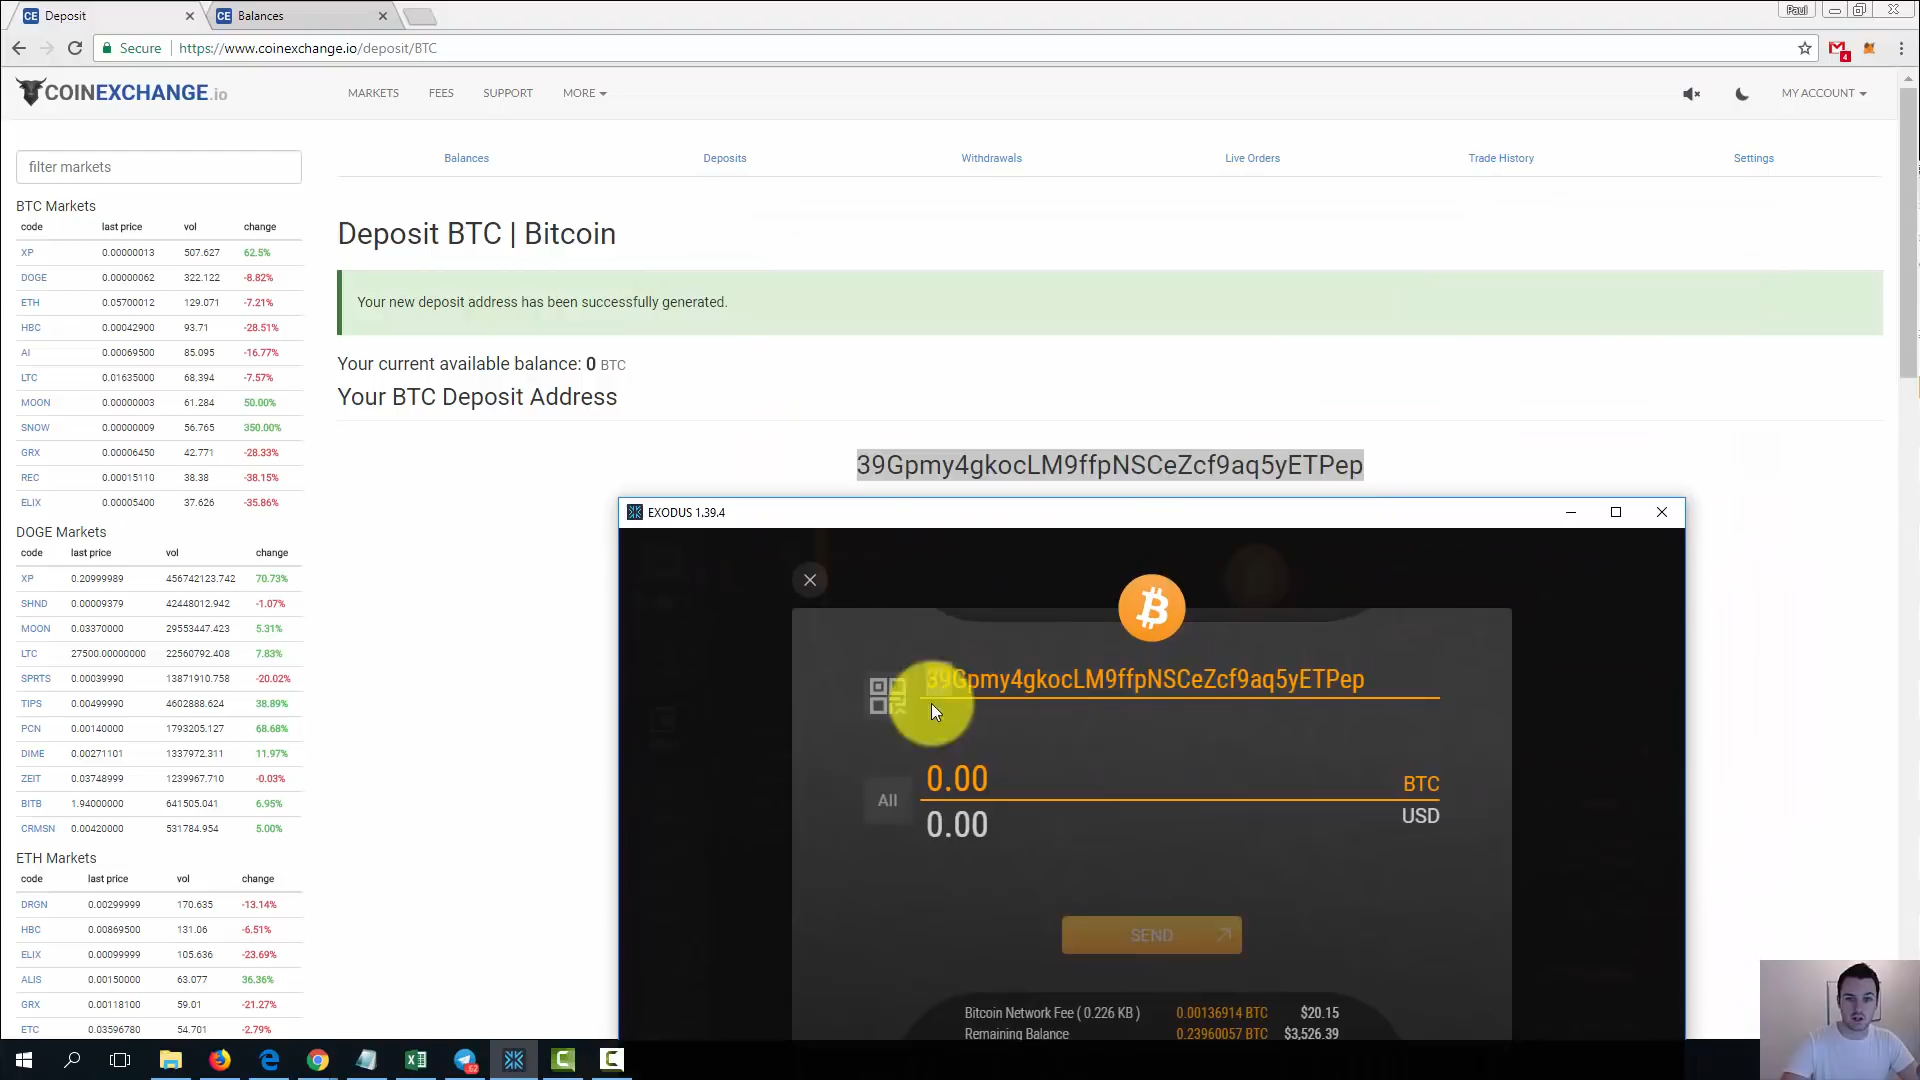 Deposit
Balances
Paul
Secure
https://www.coinexchange.io/deposit/BTC
4
COINEXCHANGE.io
MARKETS
FEES
SUPPORT
MORE
MY ACCOUNT
filter markets
Balances
Deposits
Withdrawals
Live Orders
Trade History
Settings
BTC Markets
code last price vol change
XP 0.00000013 507.627 62.5%
DOGE 0.00000062 322.122 -8.82%
ETH 0.05700012 129.071 -7.21%
HBC 0.00042900 93.71 -28.51%
AI 0.00069500 85.095 -16.77%
LTC 0.01635000 68.394 -7.57%
MOON 0.00000003 61.284 50.00%
SNOW 0.00000009 56.765 350.00%
GRX 0.00006450 42.771 -28.33%
REC 0.00015110 38.38 -38.15%
ELIX 0.00005400 37.626 -35.86%
DOGE Markets
code last price vol change
XP 0.20999989 456742123.742 70.73%
SHND 0.00009379 42448012.942 -1.07%
MOON 0.03370000 29553447.423 5.31%
LTC 27500.00000000 22560792.408 7.83%
SPRTS 0.00039990 13871910.758 -20.02%
TIPS 0.00499990 4602888.624 38.89%
PCN 0.00140000 1793205.127 68.68%
DIME 0.00271101 1337972.311 11.97%
ZEIT 0.03748999 1239967.710 -0.03%
BITB 1.94000000 641505.041 6.95%
CRMSN 0.00420000 531784.954 5.00%
ETH Markets
code last price vol change
DRGN 0.00299999 170.635 -13.14%
HBC 0.00869500 131.06 -6.51%
ELIX 0.00099999 105.636 -23.69%
ALIS 0.00150000 63.077 36.36%
GRX 0.00118100 59.01 -21.27%
ETC 0.03596780 54.701 -2.79%
Deposit BTC | Bitcoin
Your new deposit address has been successfully generated.
Your current available balance: 0 BTC
Your BTC Deposit Address
39Gpmy4gkocLM9ffpNSCeZcf9aq5yETPep
EXODUS 1.39.4
39Gpmy4gkocLM9ffpNSCeZcf9aq5yETPep
All
0.00 BTC
0.00 USD
SEND
Bitcoin Network Fee ( 0.226 KB ) 0.00136914 BTC $20.15
Remaining Balance 0.23960057 BTC $3,526.39